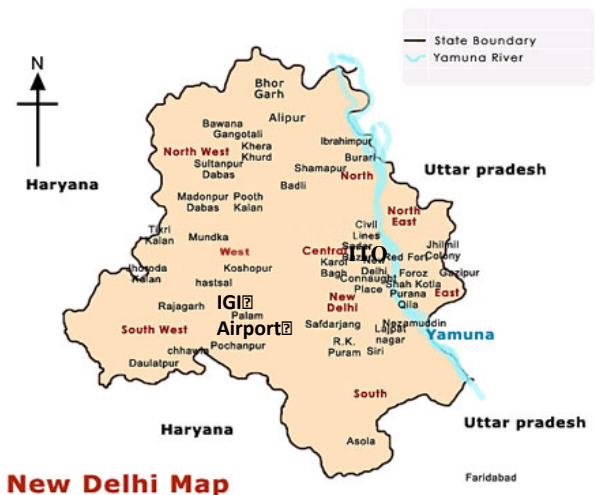 State Boundary
Yamuna River
N
Bhor
Garh
Alipur
Bawana
Gangotali
Ibrahimpur
Khera
Khurd
North West
Burari
Sultanpur
Dabas
Shamapur
North
Uttar pradesh
Haryana
Badli
Madonpur
Dabas
Pooth
Kalan
North
East
Civil
Lines
Tikri
Kalan
Mundka
Sadar
ITO
Jhilmil
Colony
West
Central
Red Fort
Karol
Bagh
New
Delhi
Koshopur
Kalan
Foroz
Shah Kotla
Gazipur
hastsal
Connaught
Place
Purana
Qila
East
New
Delhi
IGI
Airport
Rajagarh
Palam
South West
Safdarjang
Nezamuddin
Lajpat
nagar
Yamuna
chhawla
Pochanpur
R.K.
Puram
Siri
Daulatpur
South
Haryana
Uttar pradesh
Asola
Faridabad
New Delhi Map